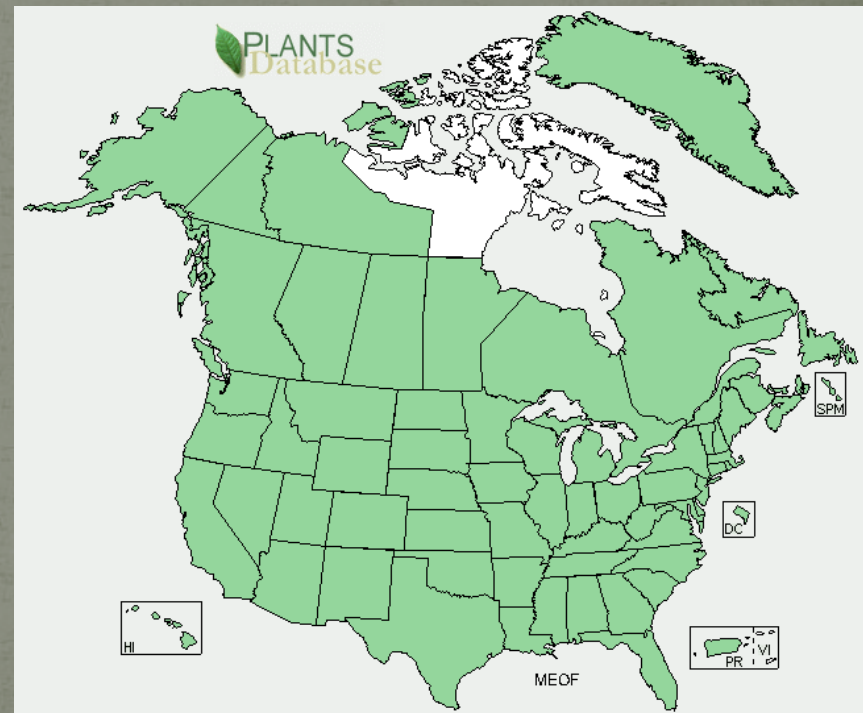 PLANTS
Database
SPM
DC
HI
PR
VI
MEOF